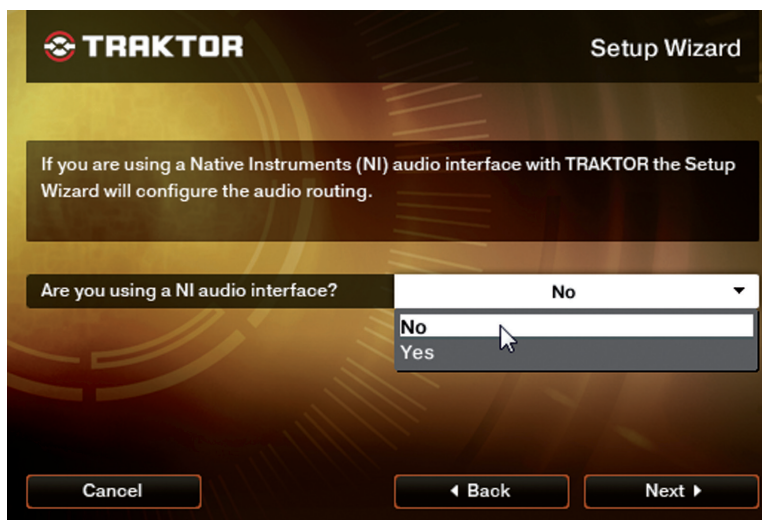 TRAKTOR
Setup Wizard
If you are using a Native Instruments (NI) audio interface with TRAKTOR the Setup
Wizard will configure the audio routing.
Are you using a NI audio interface?
No
No
Yes
Cancel
Back
Next